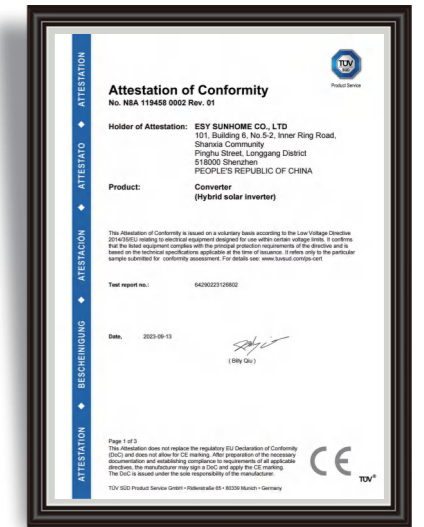 TÜV
SÜD
Product Service
Attestation of Conformity
No. N8A 119458 0002 Rev. 01
Holder of Attestation: ESY SUNHOME CO., LTD
101, Building 6, No.5-2, Inner Ring Road,
Shanxia Community
Pinghu Street, Longgang District
518000 Shenzhen
PEOPLE'S REPUBLIC OF CHINA
Product: Converter
(Hybrid solar inverter)
This Attestation of Conformity is issued on a voluntary basis according to the Low Voltage Directive
2014/35/EU relating to electrical equipment designed for use within certain voltage limits. It confirms
that the listed equipment complies with the principal protection requirements of the directive and is
based on the technical specifications applicable at the time of issuance. It refers only to the particular
sample submitted for conformity assessment. For details see: www.tuvsud.com/ps-cert
Test report no.: 64290223126802
Date, 2023-09-13
( Billy Qiu )
Page 1 of 3
This Attestation does not replace the regulatory EU Declaration of Conformity
(DoC) and does not allow for CE marking. After preparation of the necessary
documentation and establishing compliance to requirements of all applicable
directives, the manufacturer may sign a DoC and apply the CE marking.
The DoC is issued under the sole responsibility of the manufacturer.
CE
TÜV SÜD Product Service GmbH • Ridlerstraße 65 • 80339 Munich • Germany
TÜV®
ATTESTATION ◆ BESCHEINIGUNG ◆ ATESTACIÓN ◆ ATTESTATO ◆ ATTESTATION